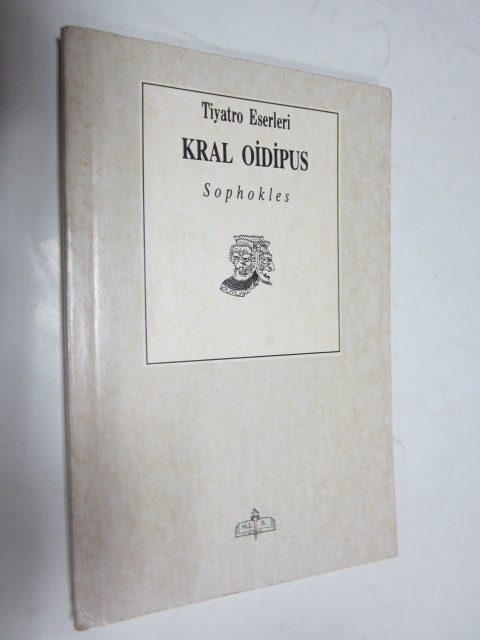 Tiyatro Eserleri
KRAL OİDİPUS
Sophokles
M.E. B.